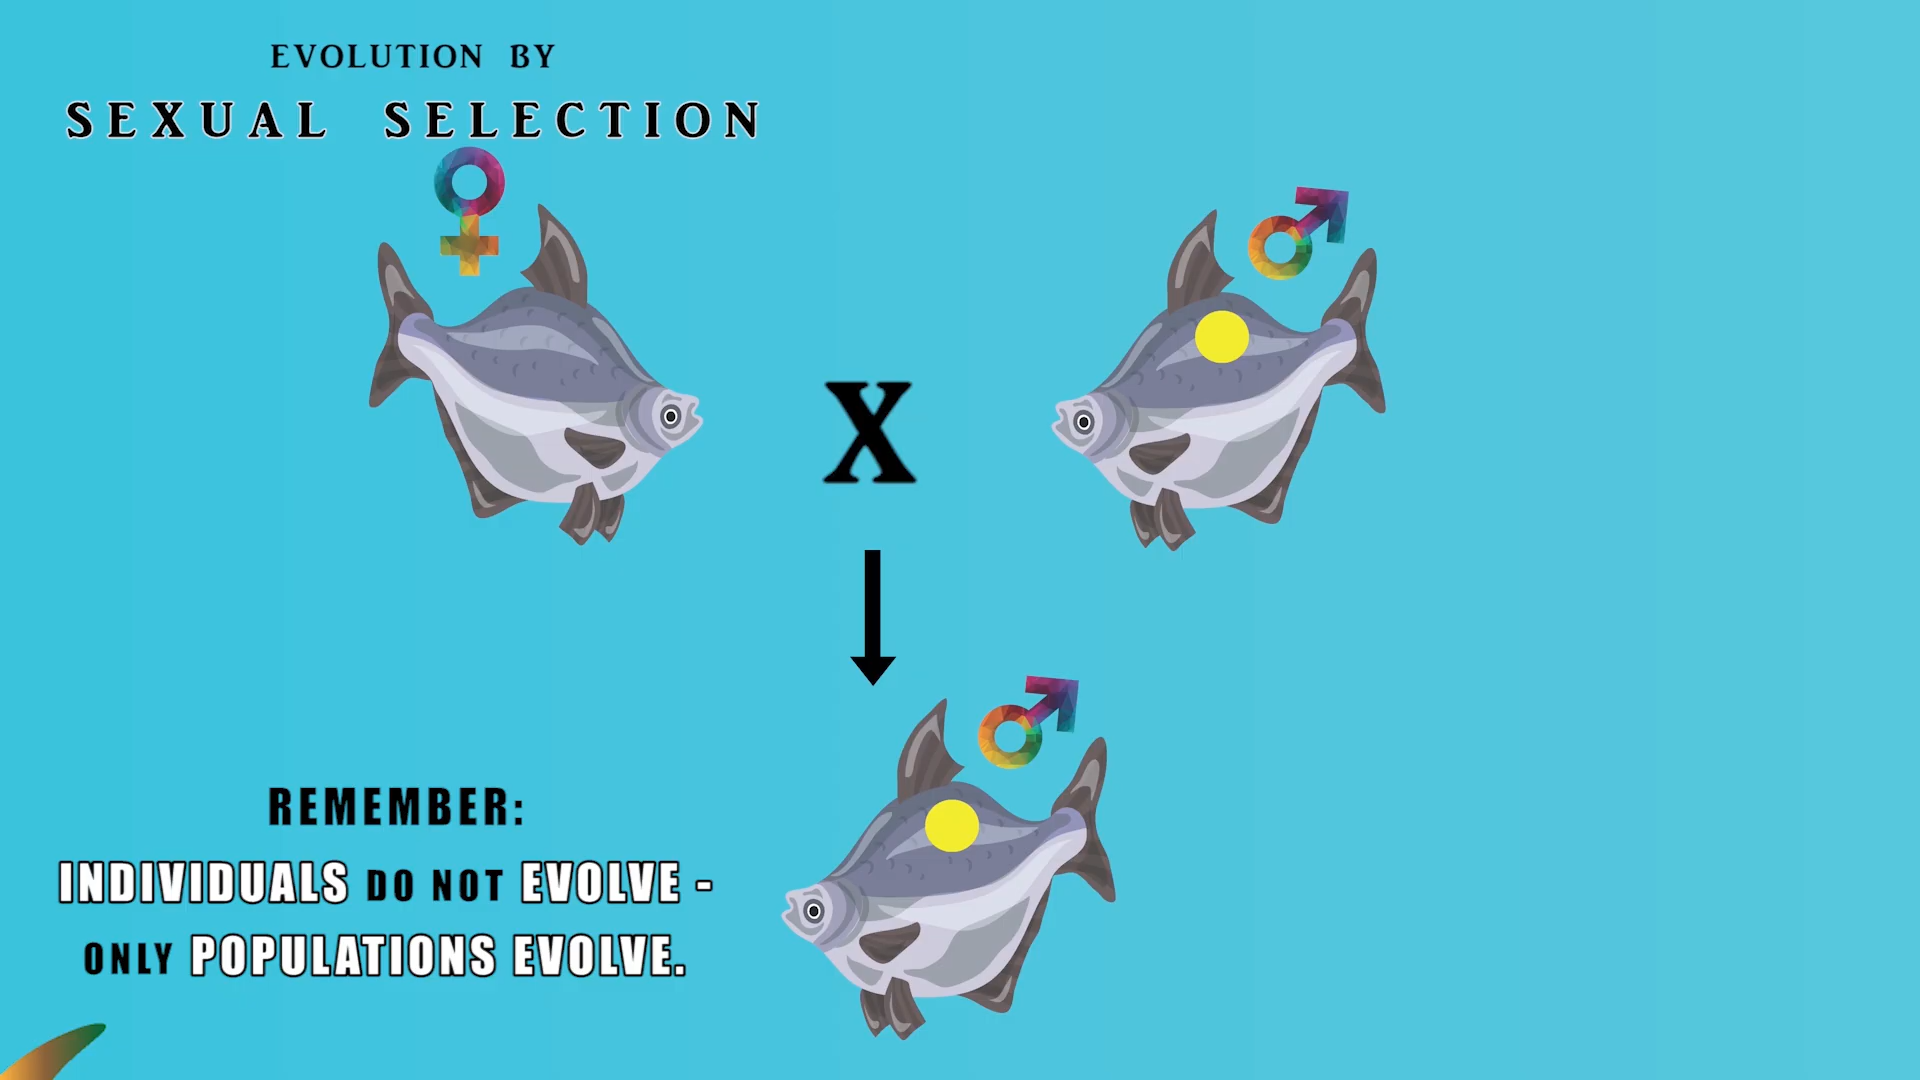 EVOLUTION BY
SEXUAL SELECTION
X
REMEMBER:
INDIVIDUALS DO NOT EVOLVE -
ONLY POPULATIONS EVOLVE.